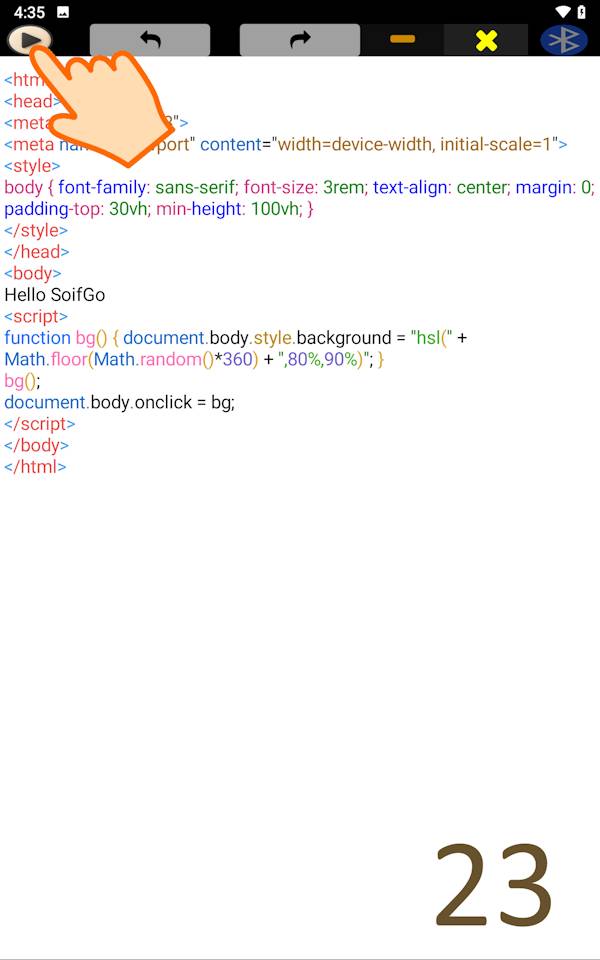 4:35
<htm
<head>
<meta 8">
<meta na port" content="width=device-width, initial-scale=1">
<style>
body { font-family: sans-serif; font-size: 3rem; text-align: center; margin: 0;
padding-top: 30vh; min-height: 100vh; }
</style>
</head>
<body>
Hello SoifGo
<script>
function bg() { document.body.style.background = "hsl(" +
Math.floor(Math.random()*360) + ",80%,90%)"; }
bg();
document.body.onclick = bg;
</script>
</body>
</html>
23